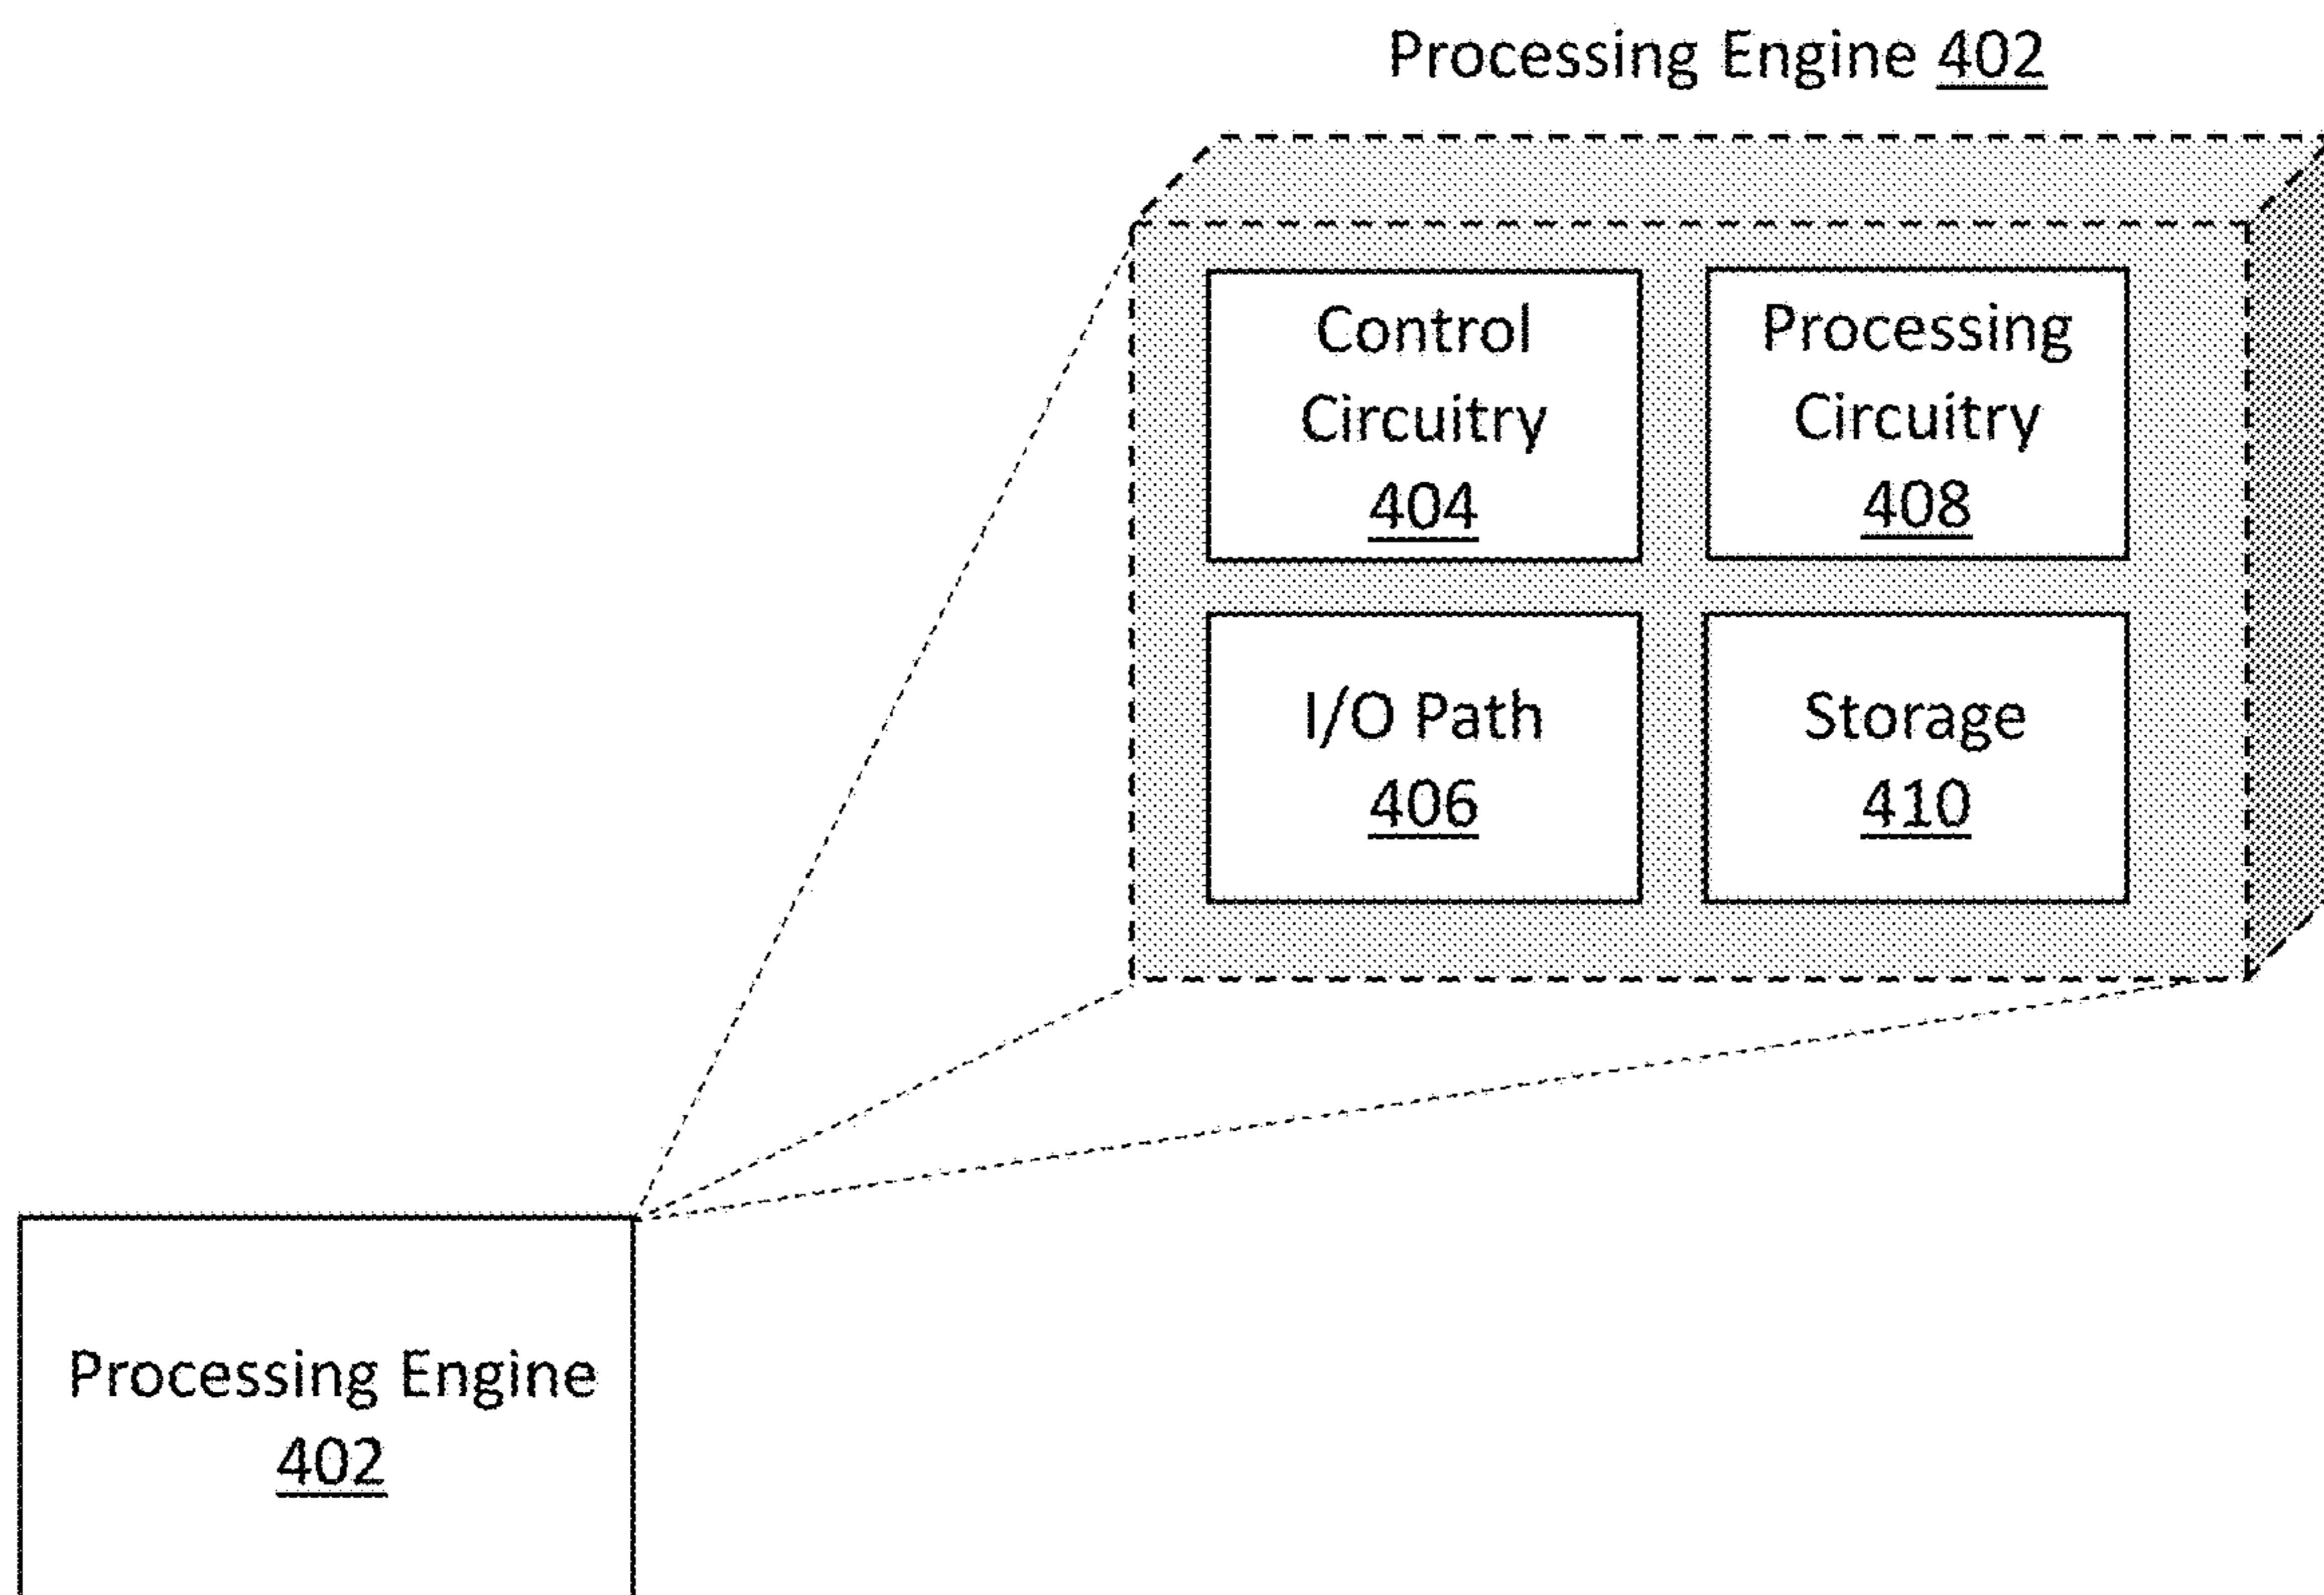 Processing Engine 402
Control
Circuitry
404
Processing
Circuitry
408
I/O Path
406
Storage
410
Processing Engine
402